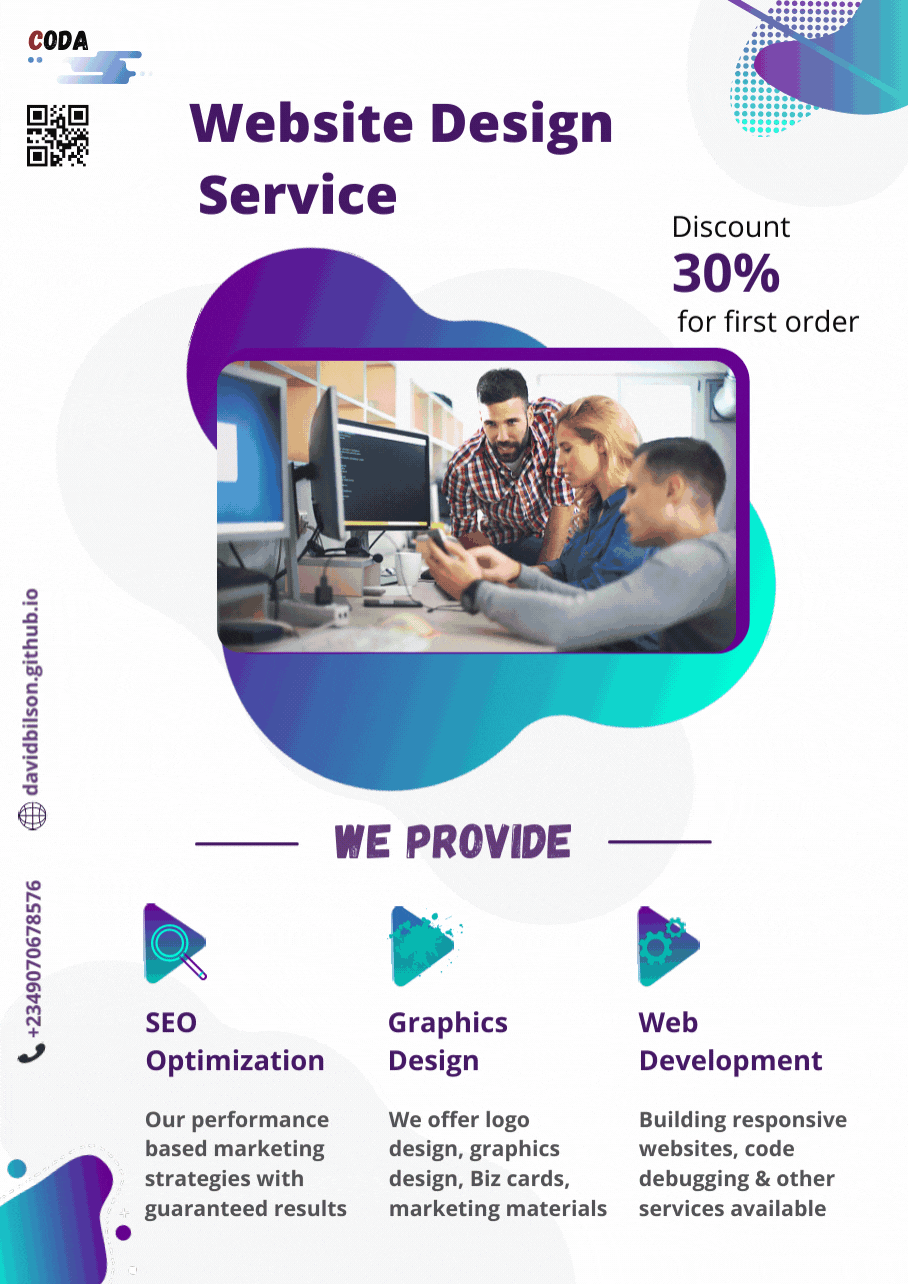 CODA
Website Design
Service
Discount
30%
for first order
davidbilson.github.io
+2349070678576
WE PROVIDE
SEO
Optimization
Our performance
based marketing
strategies with
guaranteed results
Graphics
Design
We offer logo
design, graphics
design, Biz cards,
marketing materials
Web
Development
Building responsive
websites, code
debugging & other
services available